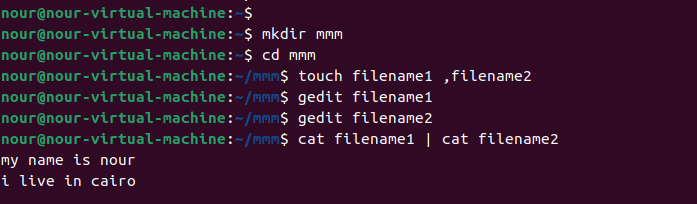 nour@nour-virtual-machine:~$
nour@nour-virtual-machine:~$ mkdir mmm
nour@nour-virtual-machine:~$ cd mmm
nour@nour-virtual-machine:~/mmm$ touch filename1 ,filename2
nour@nour-virtual-machine:~/mmm$ gedit filename1
nour@nour-virtual-machine:~/mmm$ gedit filename2
nour@nour-virtual-machine:~/mmm$ cat filename1 | cat filename2
my name is nour
i live in cairo